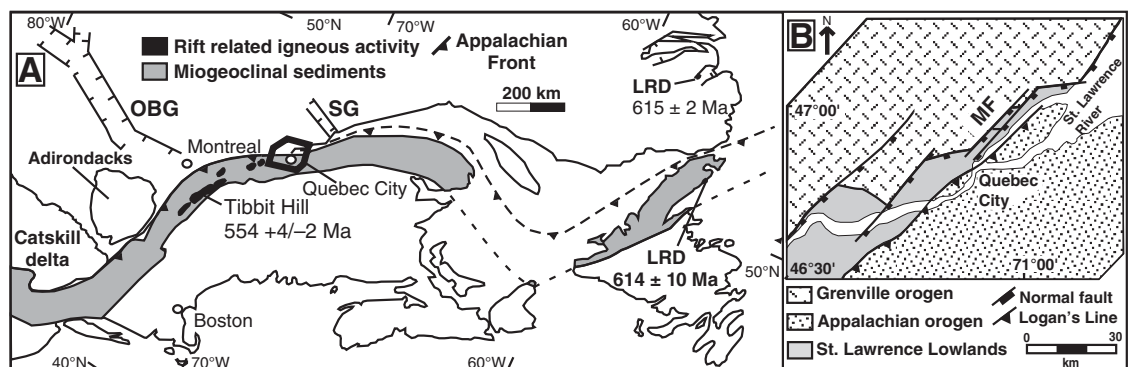 80°W
50°N
70°W
60°W
A
Rift related igneous activity
Miogeoclinal sediments
Appalachian
Front
200 km
OBG
SG
LRD
615 ± 2 Ma
Montreal
Adirondacks
Quebec City
Tibbit Hill
554 +4/–2 Ma
Catskill
delta
LRD
614 ± 10 Ma
50°N
Boston
40°N
70°W
60°W
B
N
47°00'
MF
St. Lawrence
River
Quebec
City
46°30'
71°00
Grenville orogen
Normal fault
Appalachian orogen
Logan's Line
St. Lawrence Lowlands
0 30
km